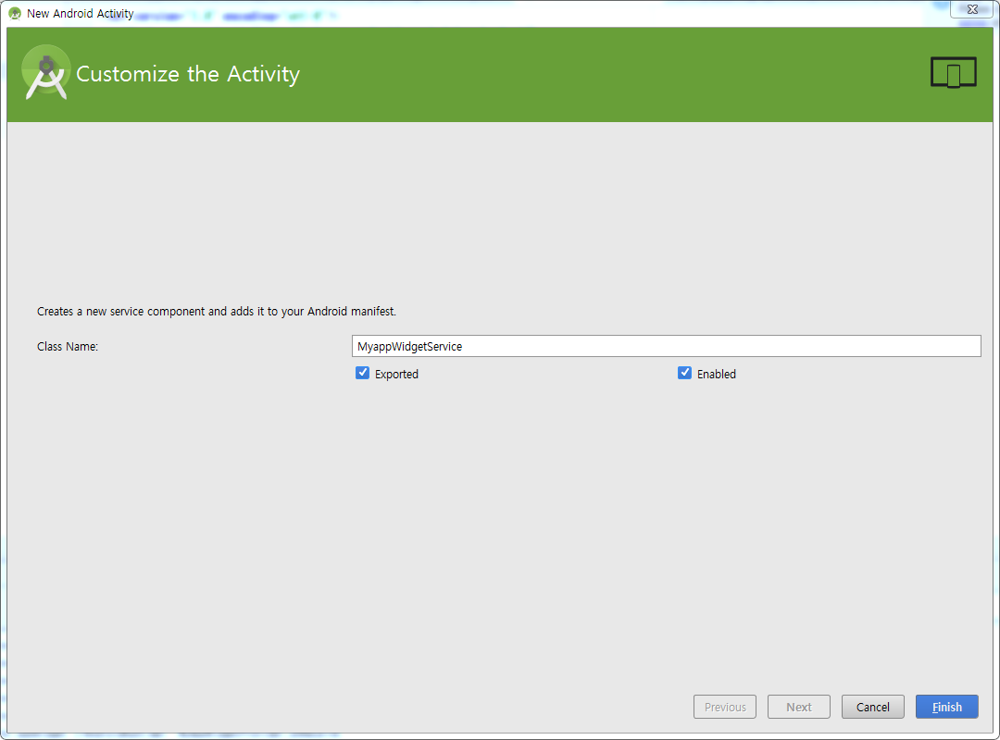 New Android Activity
Customize the Activity
Creates a new service component and adds it to your Android manifest.
Class Name:
MyappWidgetService
Exported
Enabled
Previous
Next
Cancel
Finish